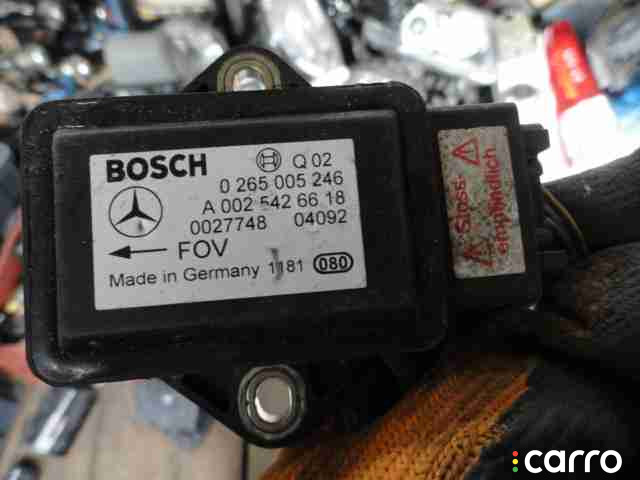 BOSCH Q 02
0 265 005 246
A 002 542 66 18
0027748 04092
← FOV
Made in Germany 1181 080
⚠ Stoss-
⚠ empfindlich
carro